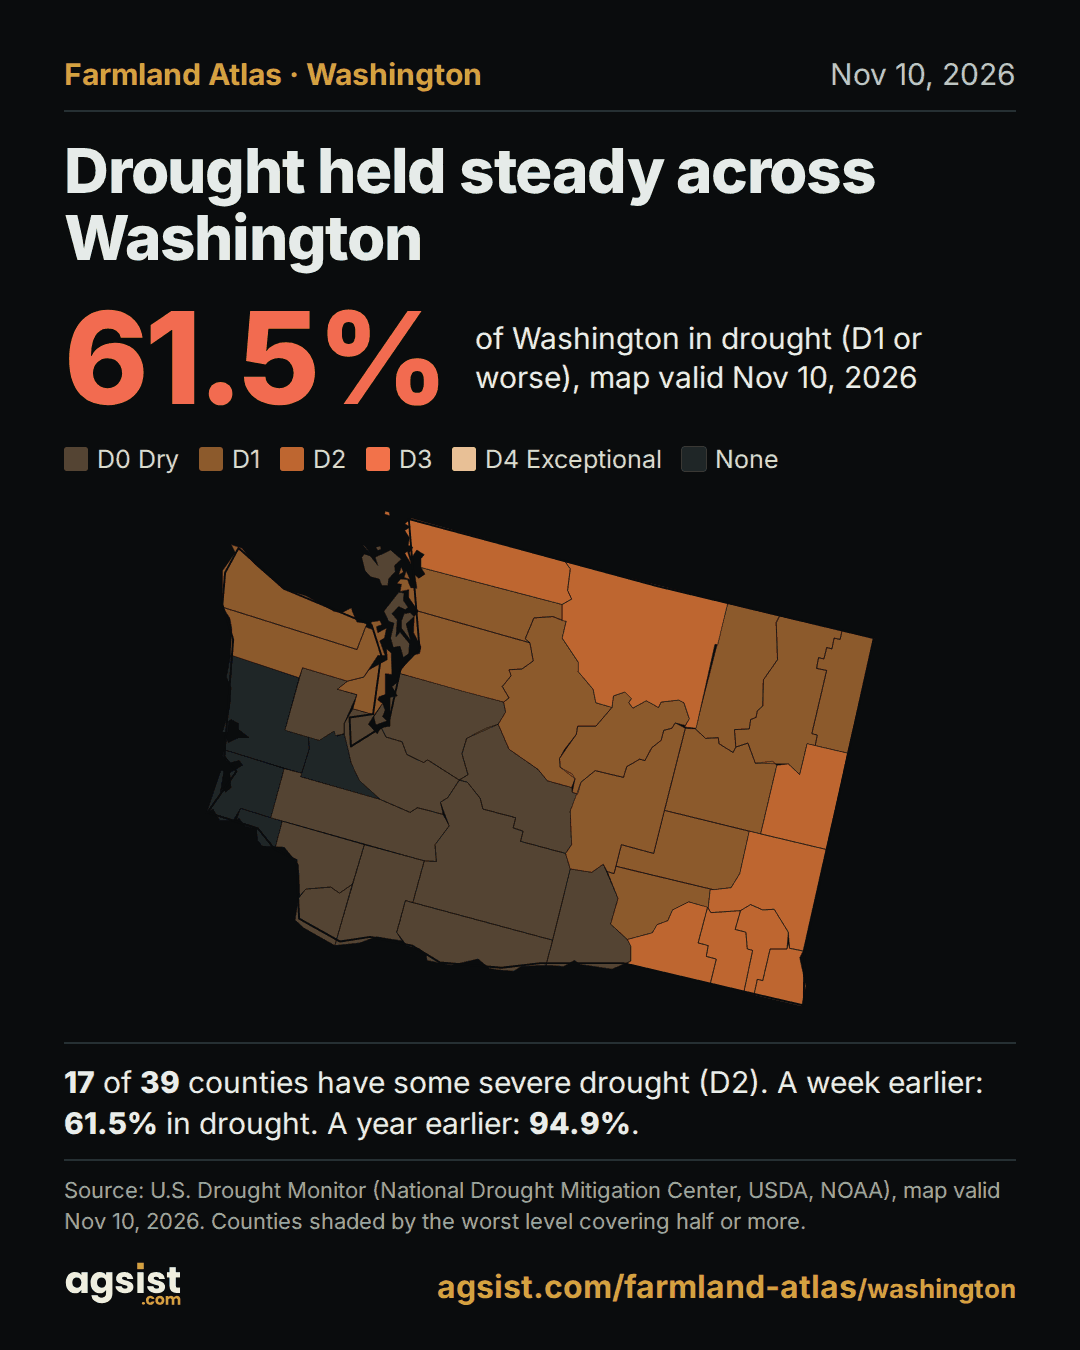 Farmland Atlas · Washington
Nov 10, 2026
Drought held steady across
Washington
61.5%
of Washington in drought (D1 or
worse), map valid Nov 10, 2026
D0 Dry D1 D2 D3 D4 Exceptional None
17 of 39 counties have some severe drought (D2). A week earlier:
61.5% in drought. A year earlier: 94.9%.
Source: U.S. Drought Monitor (National Drought Mitigation Center, USDA, NOAA), map valid
Nov 10, 2026. Counties shaded by the worst level covering half or more.
agsist
.com
agsist.com/farmland-atlas/washington